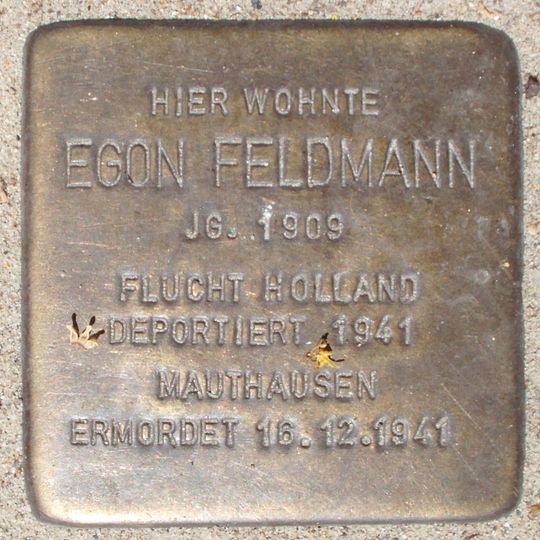 HIER WOHNTE
EGON FELDMANN
JG. 1909
FLUCHT HOLLAND
DEPORTIERT 1941
MAUTHAUSEN
ERMORDET 16.12.1941